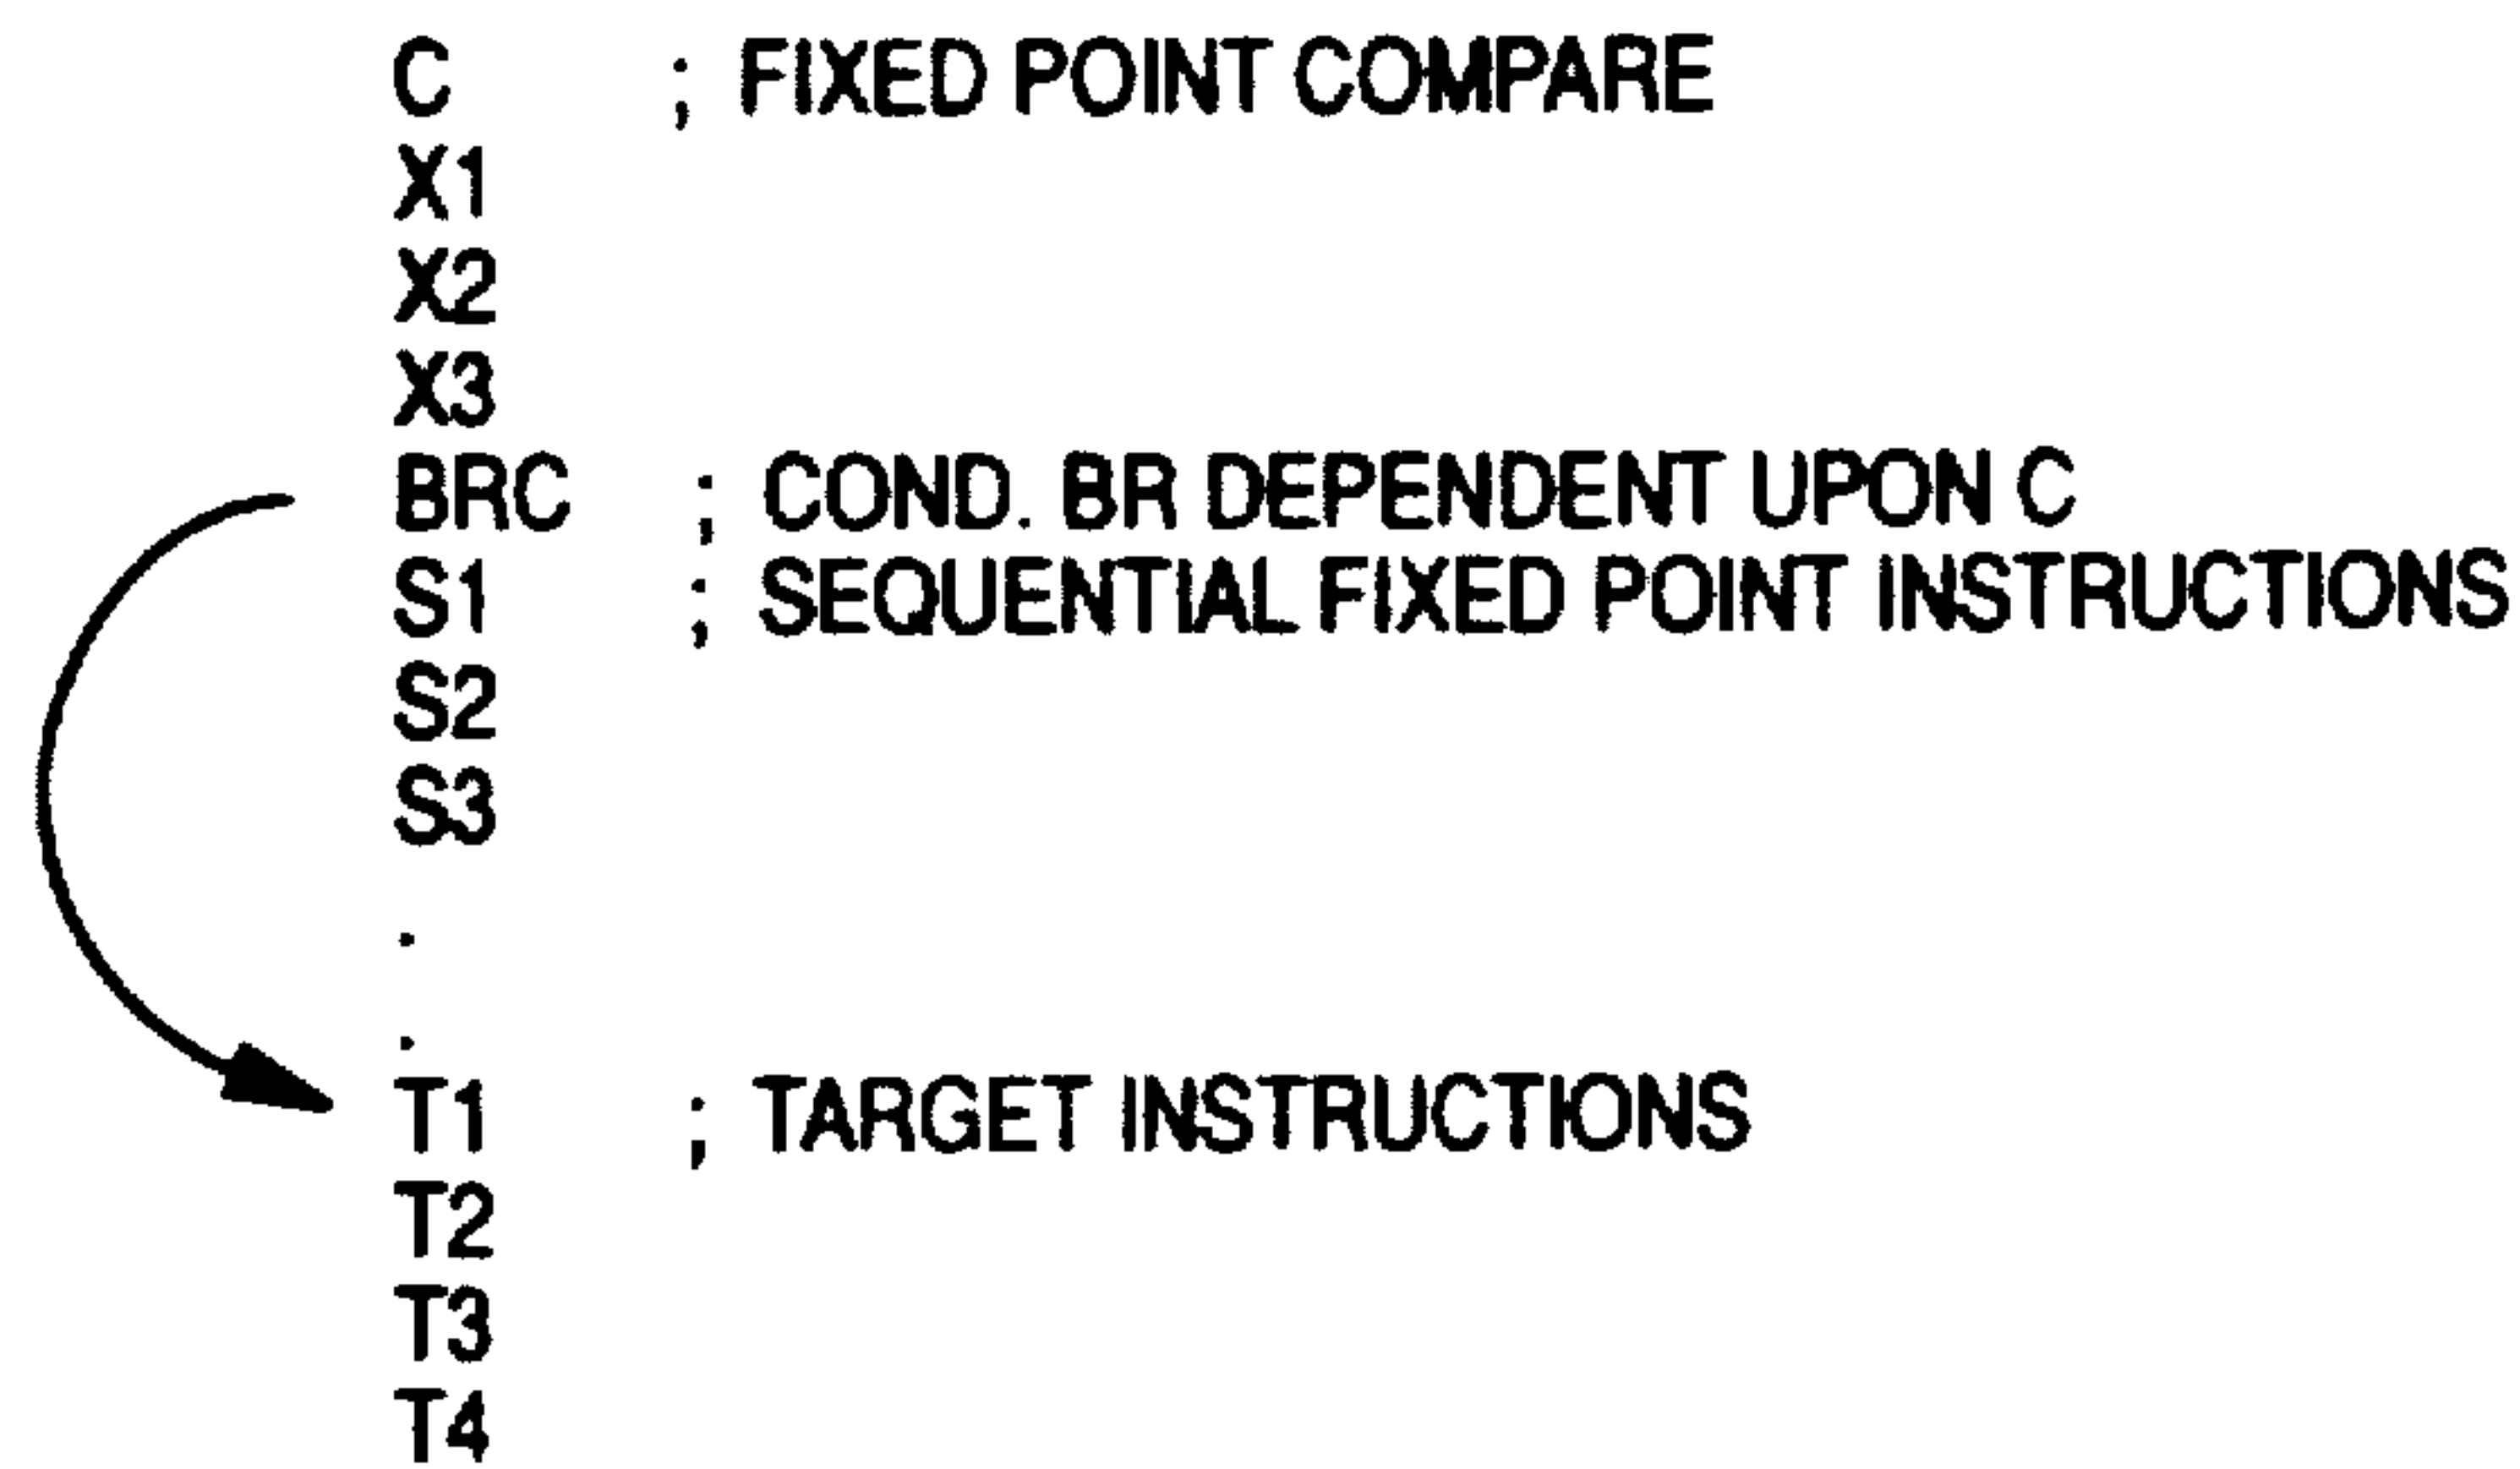 C ; FIXED POINT COMPARE
X1
X2
X3
BRC ; COND. BR DEPENDENT UPON C
S1 ; SEQUENTIAL FIXED POINT INSTRUCTIONS
S2
S3
.
.
T1 ; TARGET INSTRUCTIONS
T2
T3
T4